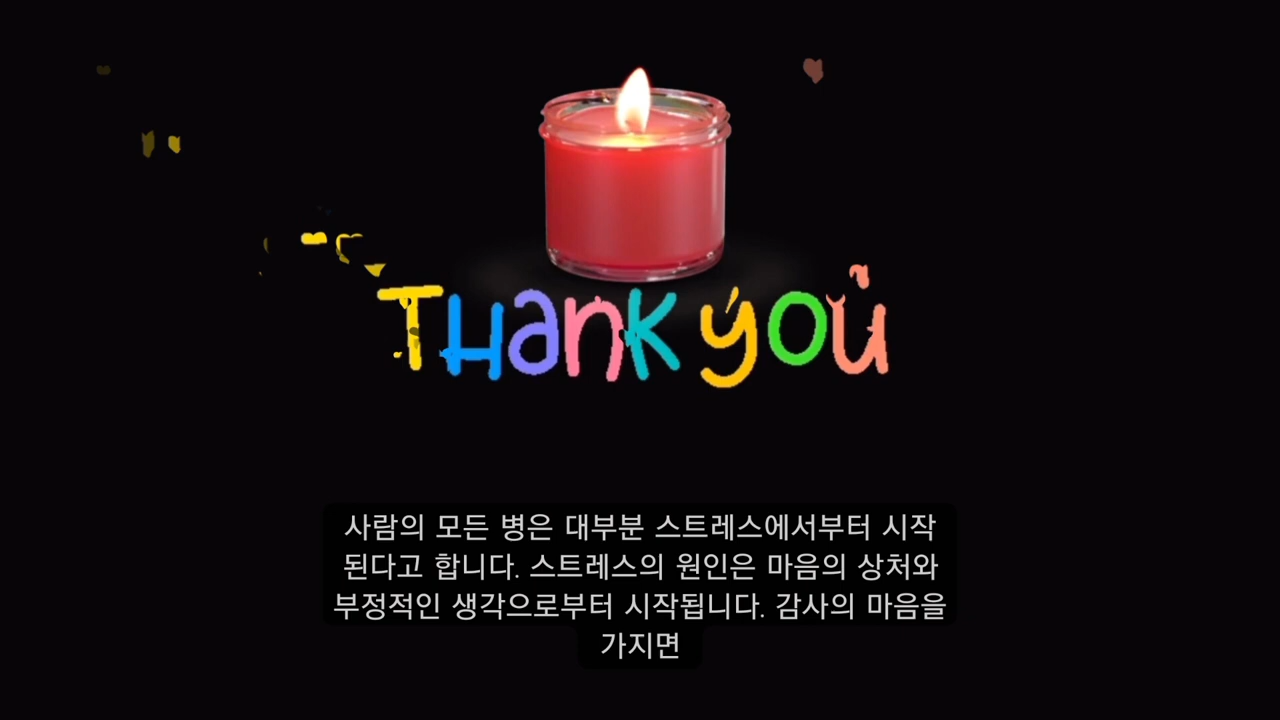 Thank you
사람의 모든 병은 대부분 스트레스에서부터 시작
된다고 합니다. 스트레스의 원인은 마음의 상처와
부정적인 생각으로부터 시작됩니다. 감사의 마음을
가지면